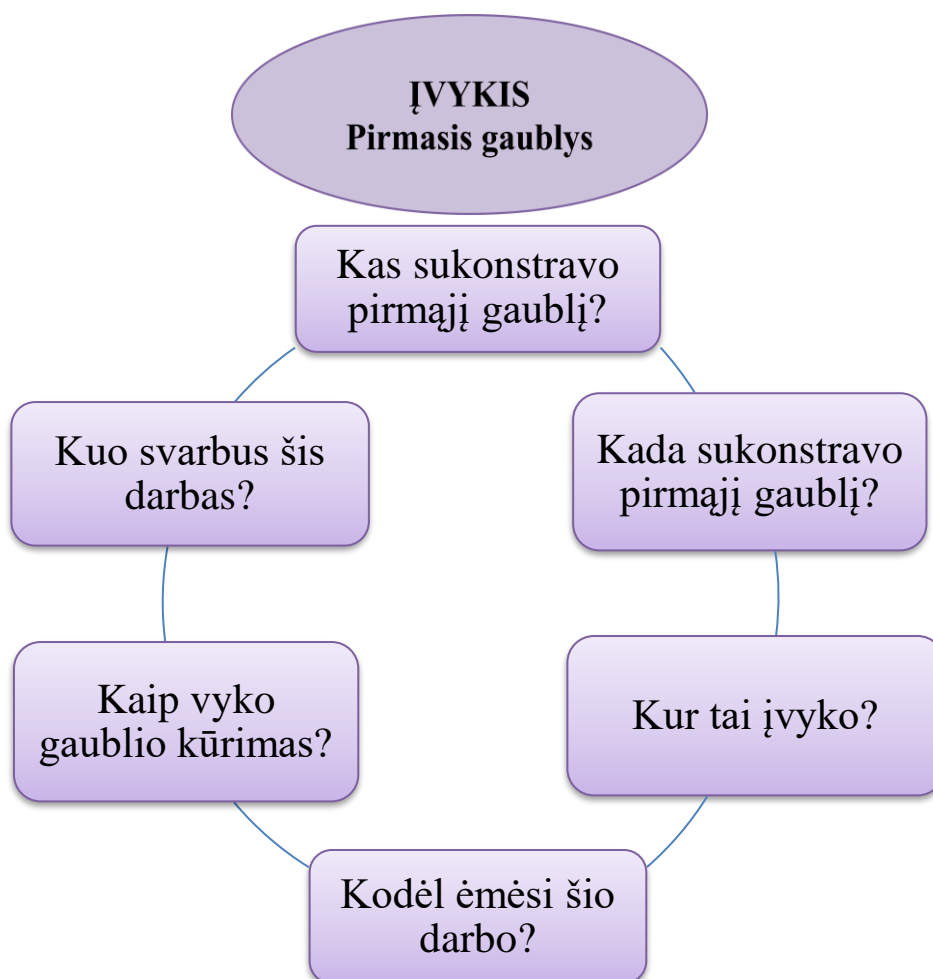 ĮVYKIS
Pirmasis gaublys
Kas sukonstravo
pirmąjį gaublį?
Kada sukonstravo
pirmąjį gaublį?
Kur tai įvyko?
Kodėl ėmėsi šio
darbo?
Kaip vyko
gaublio kūrimas?
Kuo svarbus šis
darbas?